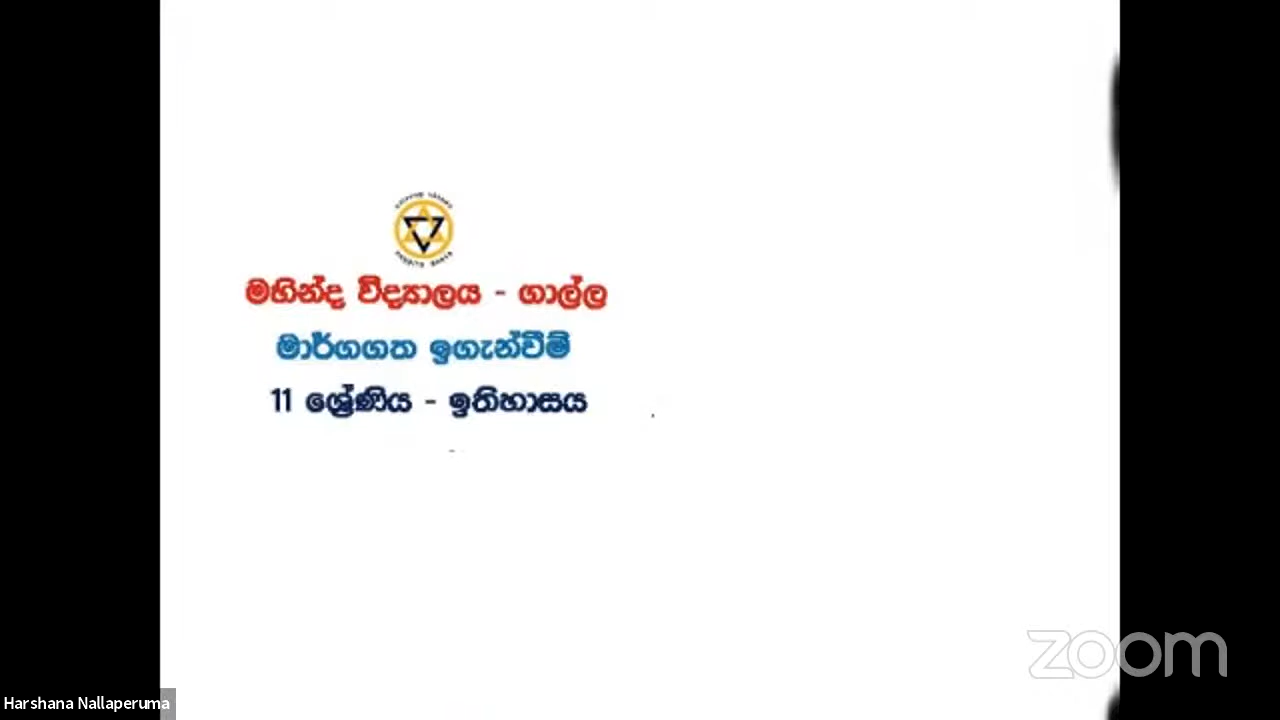 මහින්ද විද්‍යාලය - ගාල්ල
මාර්ගගත ඉගැන්වීම්
11 ශ්‍රේණිය - ඉතිහාසය
zoom
Harshana Nallaperuma